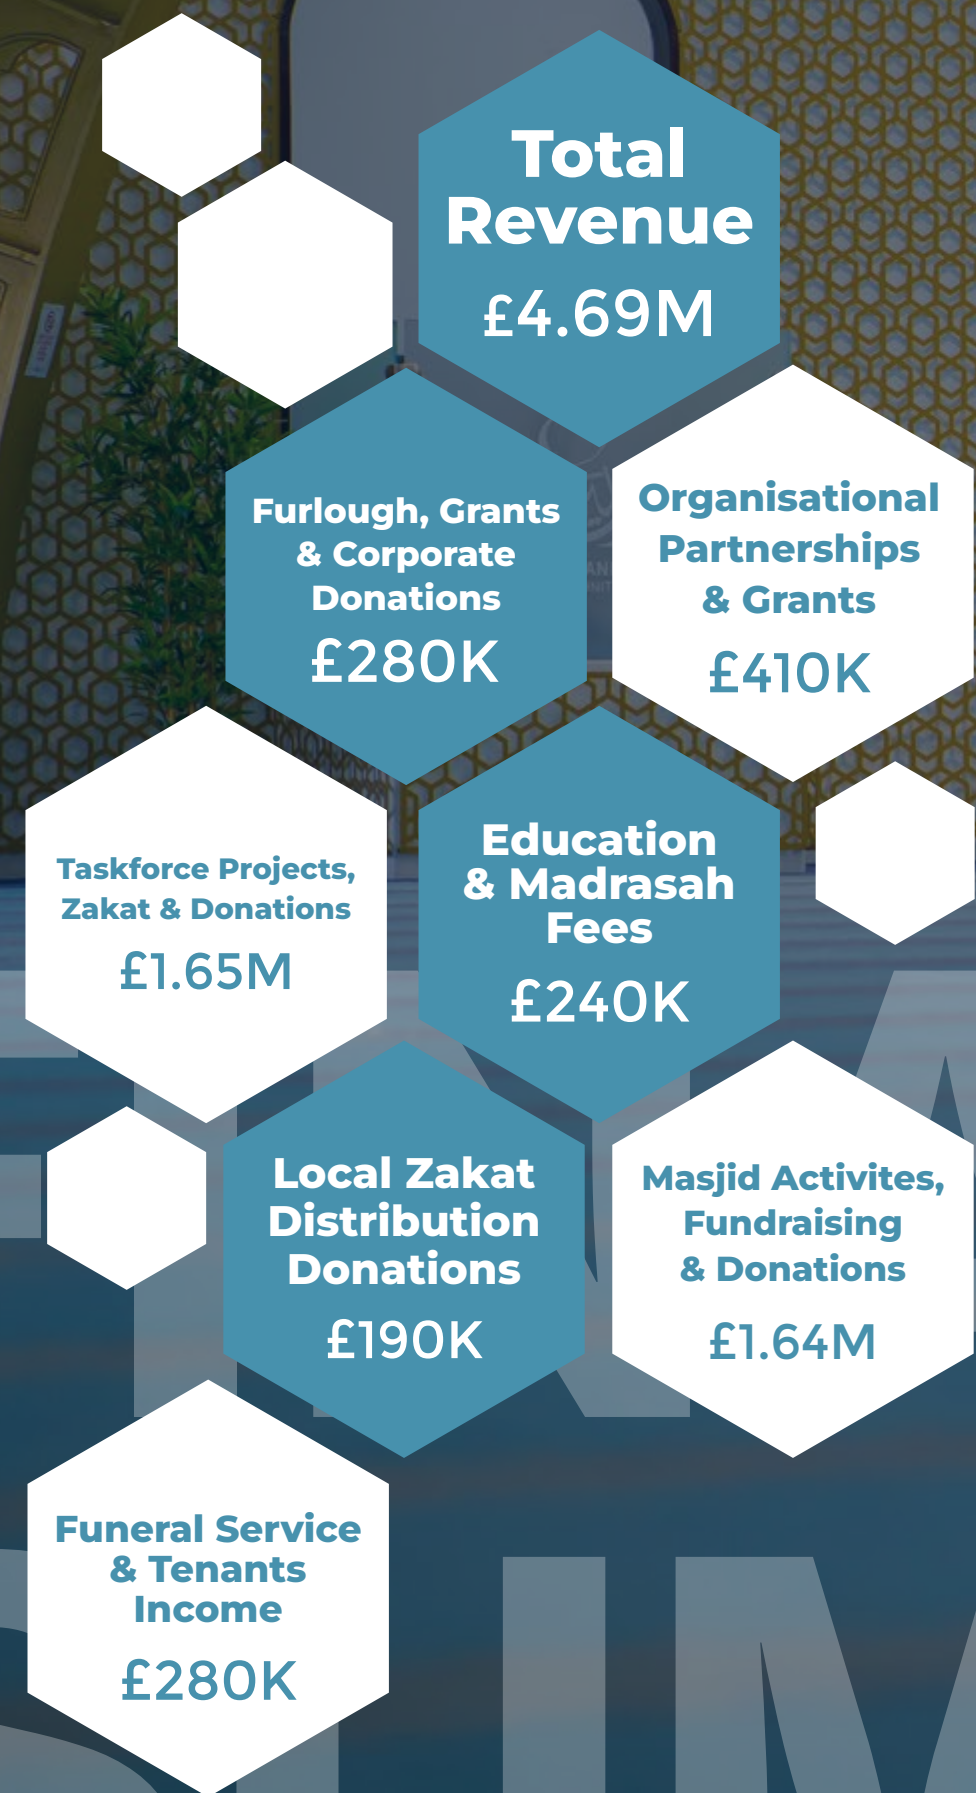 Total
Revenue
£4.69M
Furlough, Grants
& Corporate
Donations
£280K
Organisational
Partnerships
& Grants
£410K
Taskforce Projects,
Zakat & Donations
£1.65M
Education
& Madrasah
Fees
£240K
Local Zakat
Distribution
Donations
£190K
Masjid Activites,
Fundraising
& Donations
£1.64M
Funeral Service
& Tenants
Income
£280K